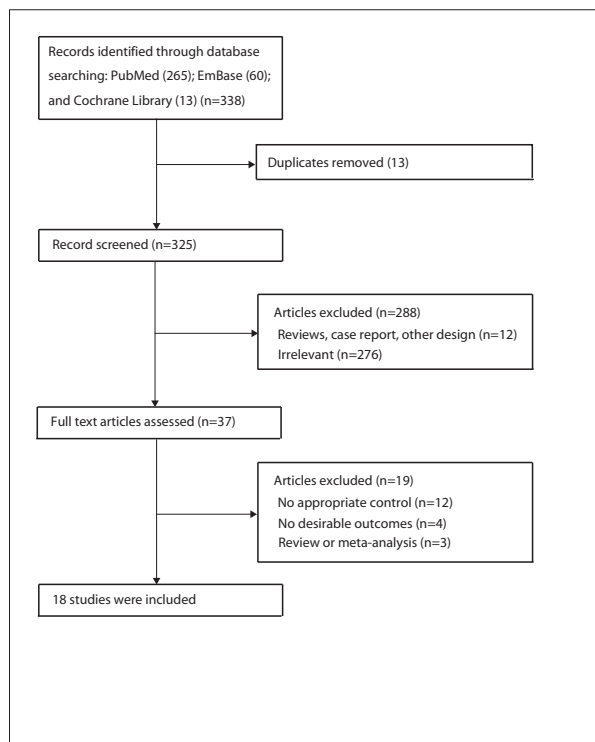 Records identified through database
searching: PubMed (265); EmBase (60);
and Cochrane Library (13) (n=338)
Duplicates removed (13)
Record screened (n=325)
Articles excluded (n=288)
Reviews, case report, other design (n=12)
Irrelevant (n=276)
Full text articles assessed (n=37)
Articles excluded (n=19)
No appropriate control (n=12)
No desirable outcomes (n=4)
Review or meta-analysis (n=3)
18 studies were included